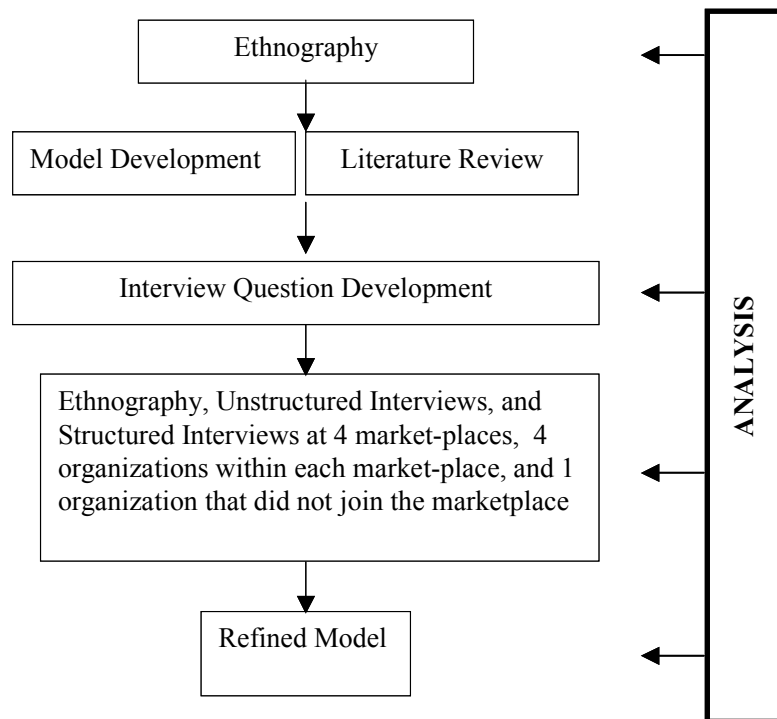 Ethnography
Model Development
Literature Review
Interview Question Development
Ethnography, Unstructured Interviews, and
Structured Interviews at 4 market-places,  4
organizations within each market-place, and 1
organization that did not join the marketplace
Refined Model
ANALYSIS